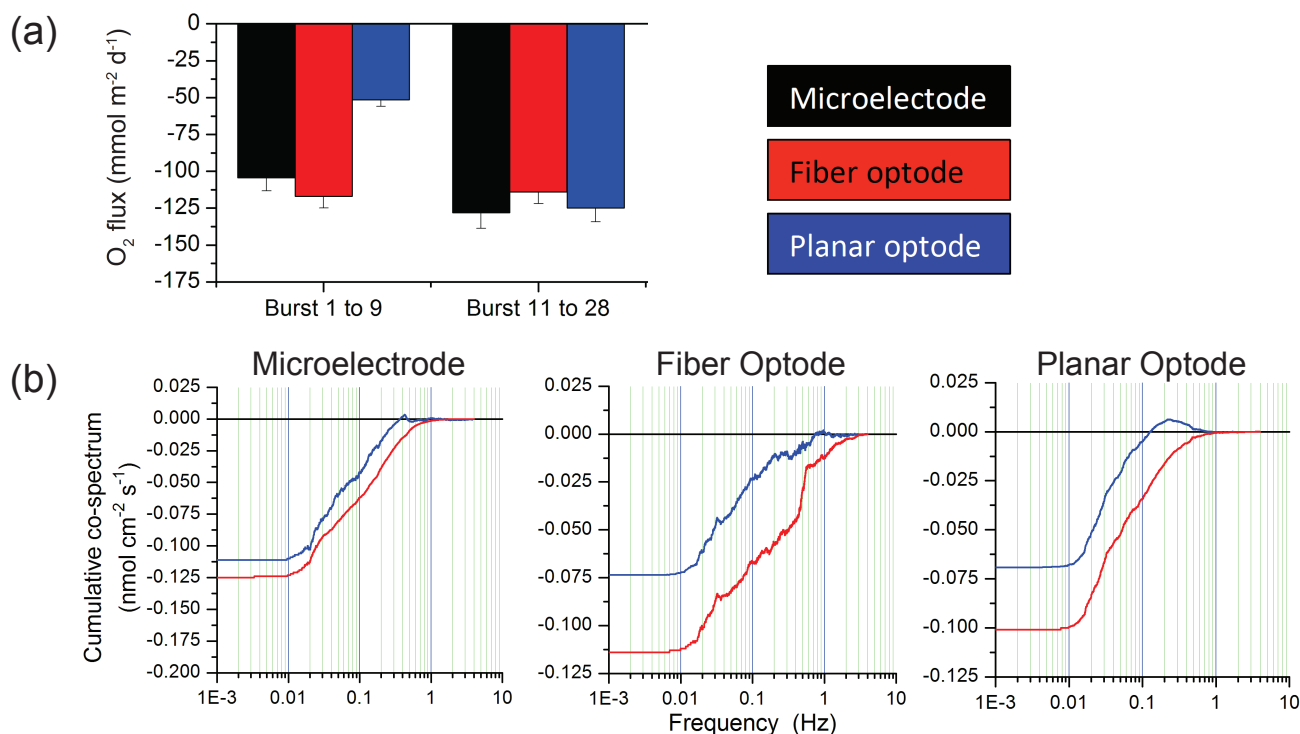 (a)
0
-25
-50
-75
-100
-125
-150
-175
O2 flux (mmol m-2 d-1)
Burst 1 to 9
Burst 11 to 28
Microelectode
Fiber optode
Planar optode
(b)
Microelectrode
Fiber Optode
Planar Optode
Cumulative co-spectrum
(nmol cm-2 s-1)
0.025
0.000
-0.025
-0.050
-0.075
-0.100
-0.125
-0.150
-0.175
-0.200
1E-3 0.01 0.1 1 10
0.025
0.000
-0.025
-0.050
-0.075
-0.100
-0.125
1E-3 0.01 0.1 1 10
0.025
0.000
-0.025
-0.050
-0.075
-0.100
-0.125
1E-3 0.01 0.1 1 10
Frequency (Hz)